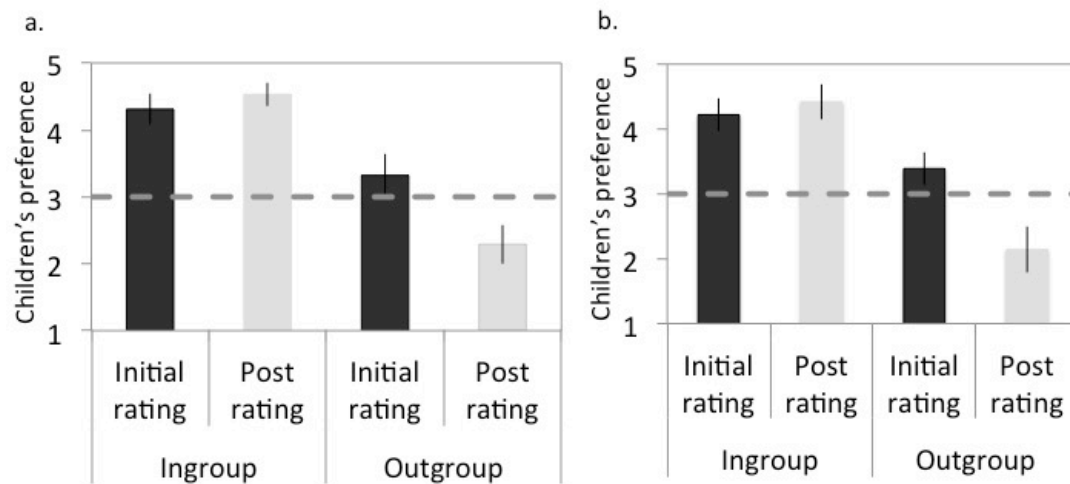 a.
Children's preference
5
4
3
2
1
Initial rating
Post rating
Initial rating
Post rating
Ingroup
Outgroup
b.
Children's preference
5
4
3
2
1
Initial rating
Post rating
Initial rating
Post rating
Ingroup
Outgroup